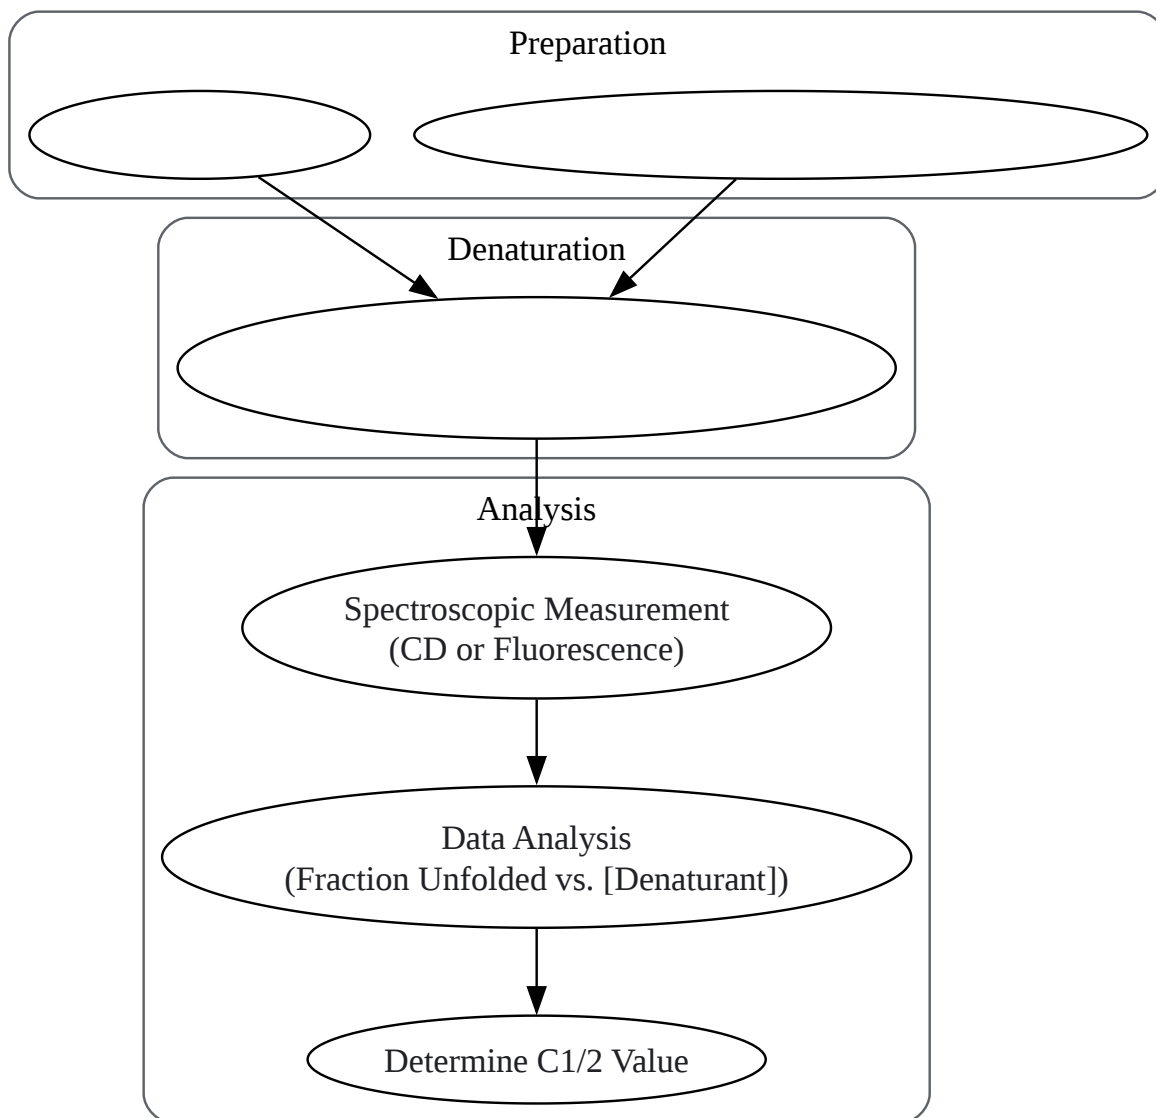 Preparation
Denaturation
Analysis
Spectroscopic Measurement
(CD or Fluorescence)
Data Analysis
(Fraction Unfolded vs. [Denaturant])
Determine C1/2 Value